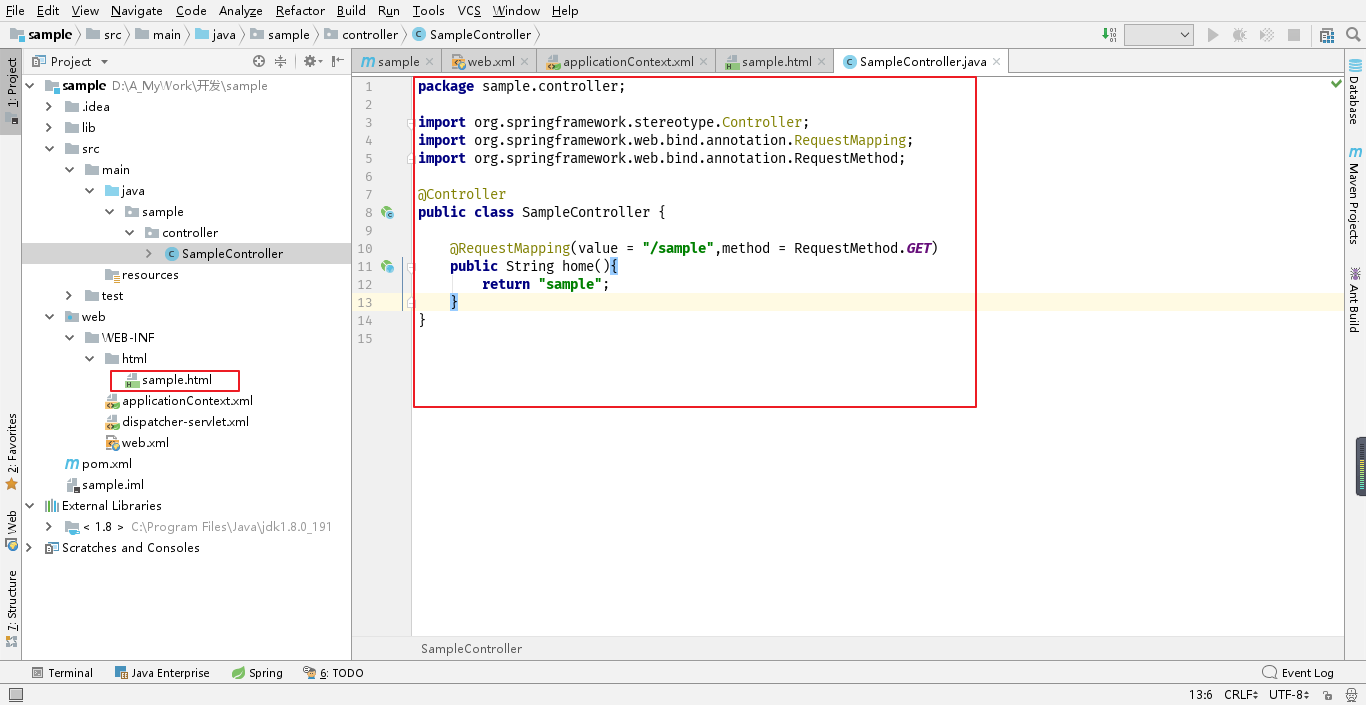 File Edit View Navigate Code Analyze Refactor Build Run Tools VCS Window Help
sample src main java sample controller SampleController
Project
sample web.xml applicationContext.xml sample.html SampleController.java
1: Project
2: Favorites
Web
7: Structure
sample D:\A_MyWork\开发\sample
.idea
lib
src
main
java
sample
controller
SampleController
resources
test
web
WEB-INF
html
sample.html
applicationContext.xml
dispatcher-servlet.xml
web.xml
pom.xml
sample.iml
External Libraries
< 1.8 > C:\Program Files\Java\jdk1.8.0_191
Scratches and Consoles
1 package sample.controller;
2
3 import org.springframework.stereotype.Controller;
4 import org.springframework.web.bind.annotation.RequestMapping;
5 import org.springframework.web.bind.annotation.RequestMethod;
6
7 @Controller
8 public class SampleController {
9
10 @RequestMapping(value = "/sample",method = RequestMethod.GET)
11 public String home(){
12 return "sample";
13 }
14 }
15
SampleController
Database
Maven Projects
Ant Build
Terminal Java Enterprise Spring 6: TODO Event Log
13:6 CRLF UTF-8